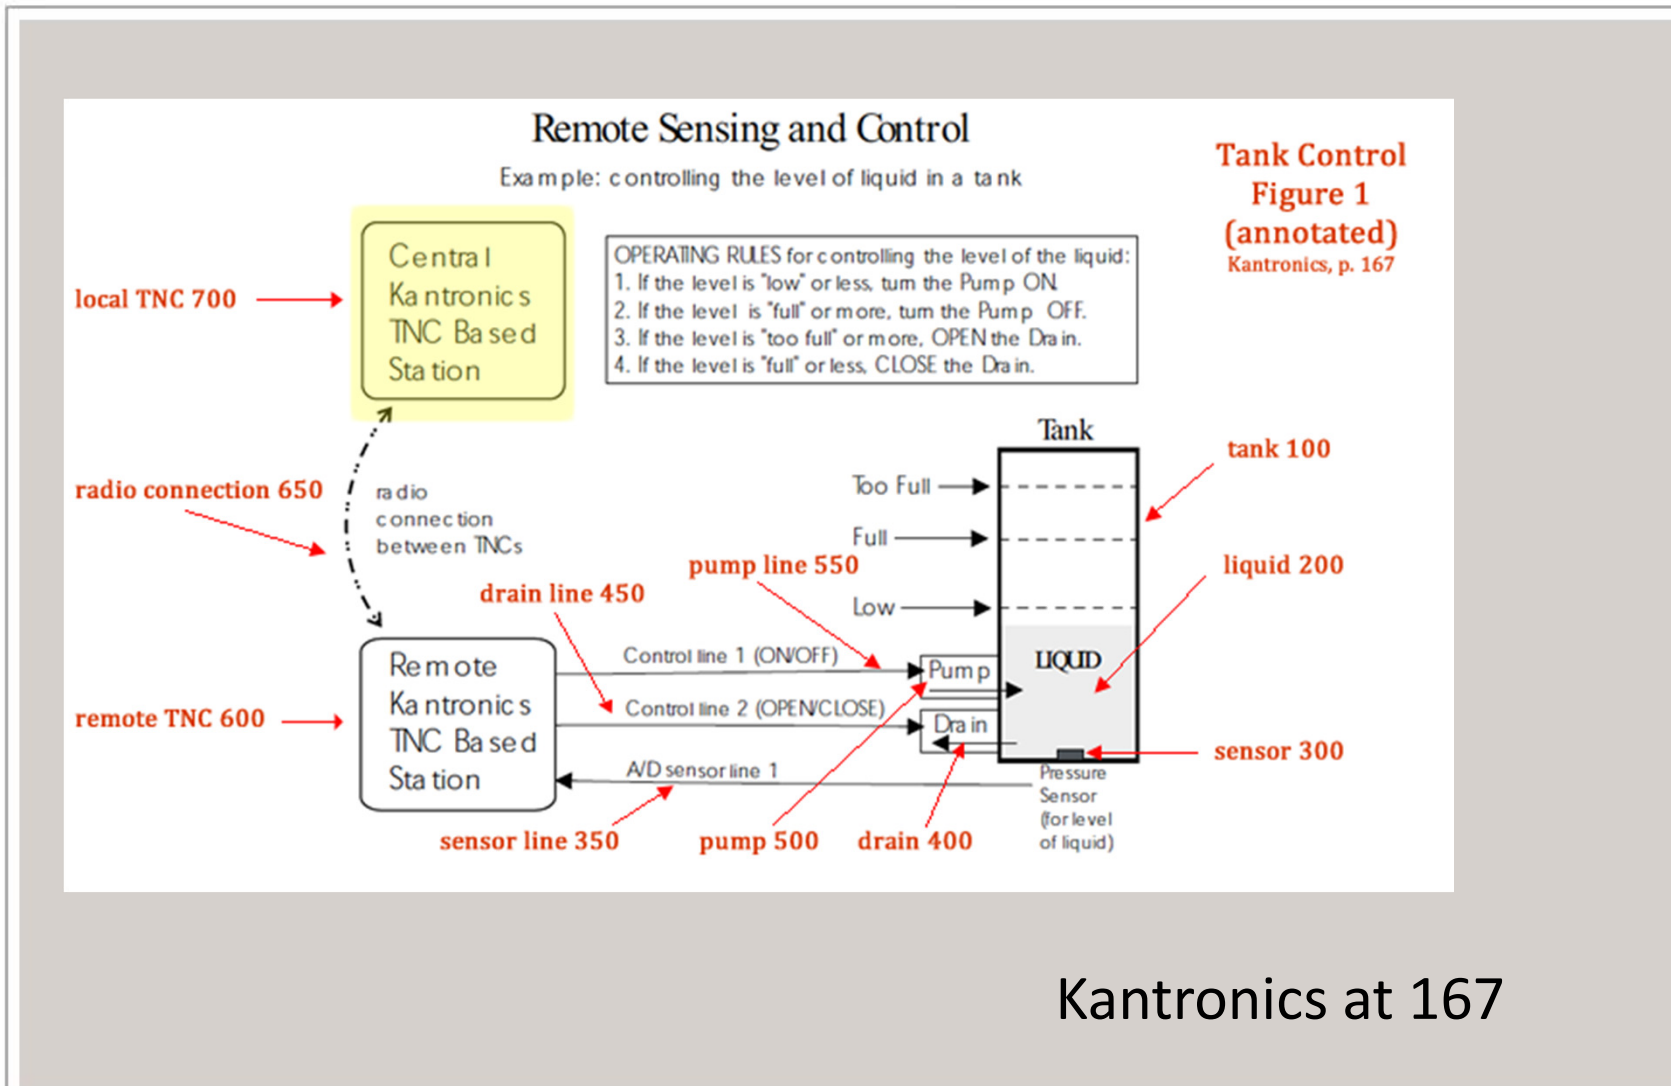 Remote Sensing and Control
Example: controlling the level of liquid in a tank
Tank Control
Figure 1
(annotated)
Kantronics, p. 167
local TNC 700
Central
Kantronics
TNC Based
Station
OPERATING RULES for controlling the level of the liquid:
1. If the level is "low" or less, turn the Pump ON.
2. If the level is "full" or more, turn the Pump OFF.
3. If the level is "too full" or more, OPEN the Drain.
4. If the level is "full" or less, CLOSE the Drain.
radio connection 650
radio
connection
between TNCs
Tank
tank 100
Too Full
Full
Low
pump line 550
drain line 450
liquid 200
remote TNC 600
Remote
Kantronics
TNC Based
Station
Control line 1 (ON/OFF)
Control line 2 (OPEN/CLOSE)
A/D sensor line 1
Pump
Drain
LIQUID
sensor 300
Pressure
Sensor
(for level
of liquid)
sensor line 350
pump 500
drain 400
Kantronics at 167